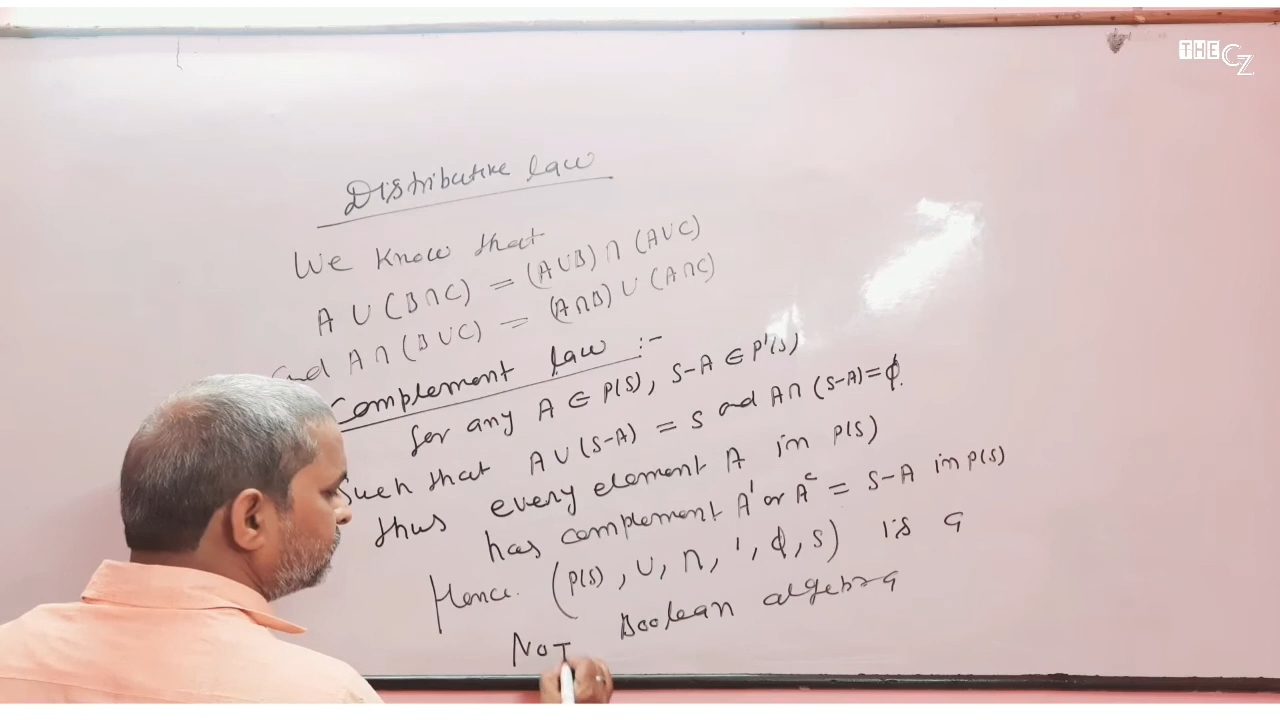 THE CZ
Distributive law
We know that
A ∪ (B∩C) = (A∪B) ∩ (A∪C)
and A ∩ (B∪C) = (A∩B) ∪ (A∩C)
Complement law :-
for any A ∈ P(S), S-A ∈ P'(S)
Such that A∪(S-A) = S and A∩(S-A)=ϕ.
thus every element A in P(S)
has complement A' or Aᶜ = S-A in P(S)
Hence. (P(S), ∪, ∩, ', ϕ, S) is a
Boolean algebra
NOT